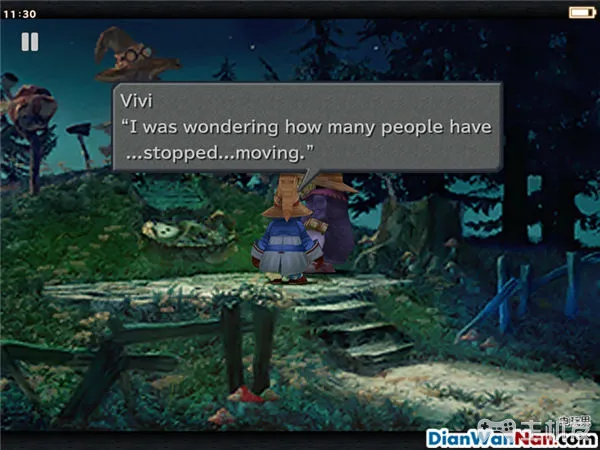 11:30
Vivi
“I was wondering how many people have
...stopped...moving.”
DianWanNan.com